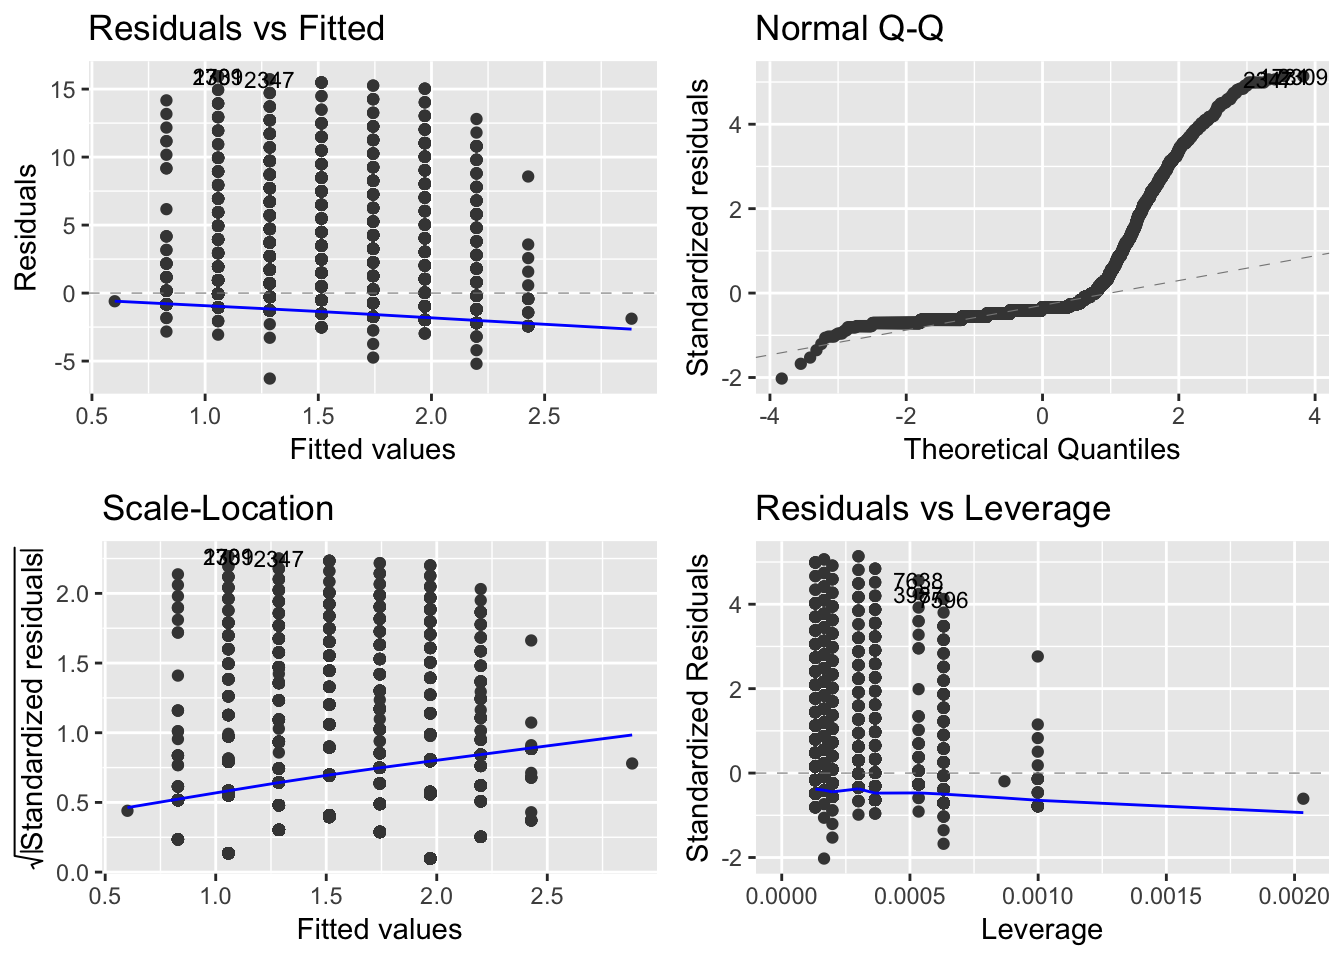 Residuals vs Fitted
Residuals
15
10
5
0
-5
2347
0.5 1.0 1.5 2.0 2.5
Fitted values
Normal Q-Q
Standardized residuals
4
2
0
-2
2347
-4 -2 0 2 4
Theoretical Quantiles
Scale-Location
√|Standardized residuals|
2.0
1.5
1.0
0.5
0.0
2347
0.5 1.0 1.5 2.0 2.5
Fitted values
Residuals vs Leverage
Standardized Residuals
4
2
0
-2
7638
0.0000 0.0005 0.0010 0.0015 0.0020
Leverage